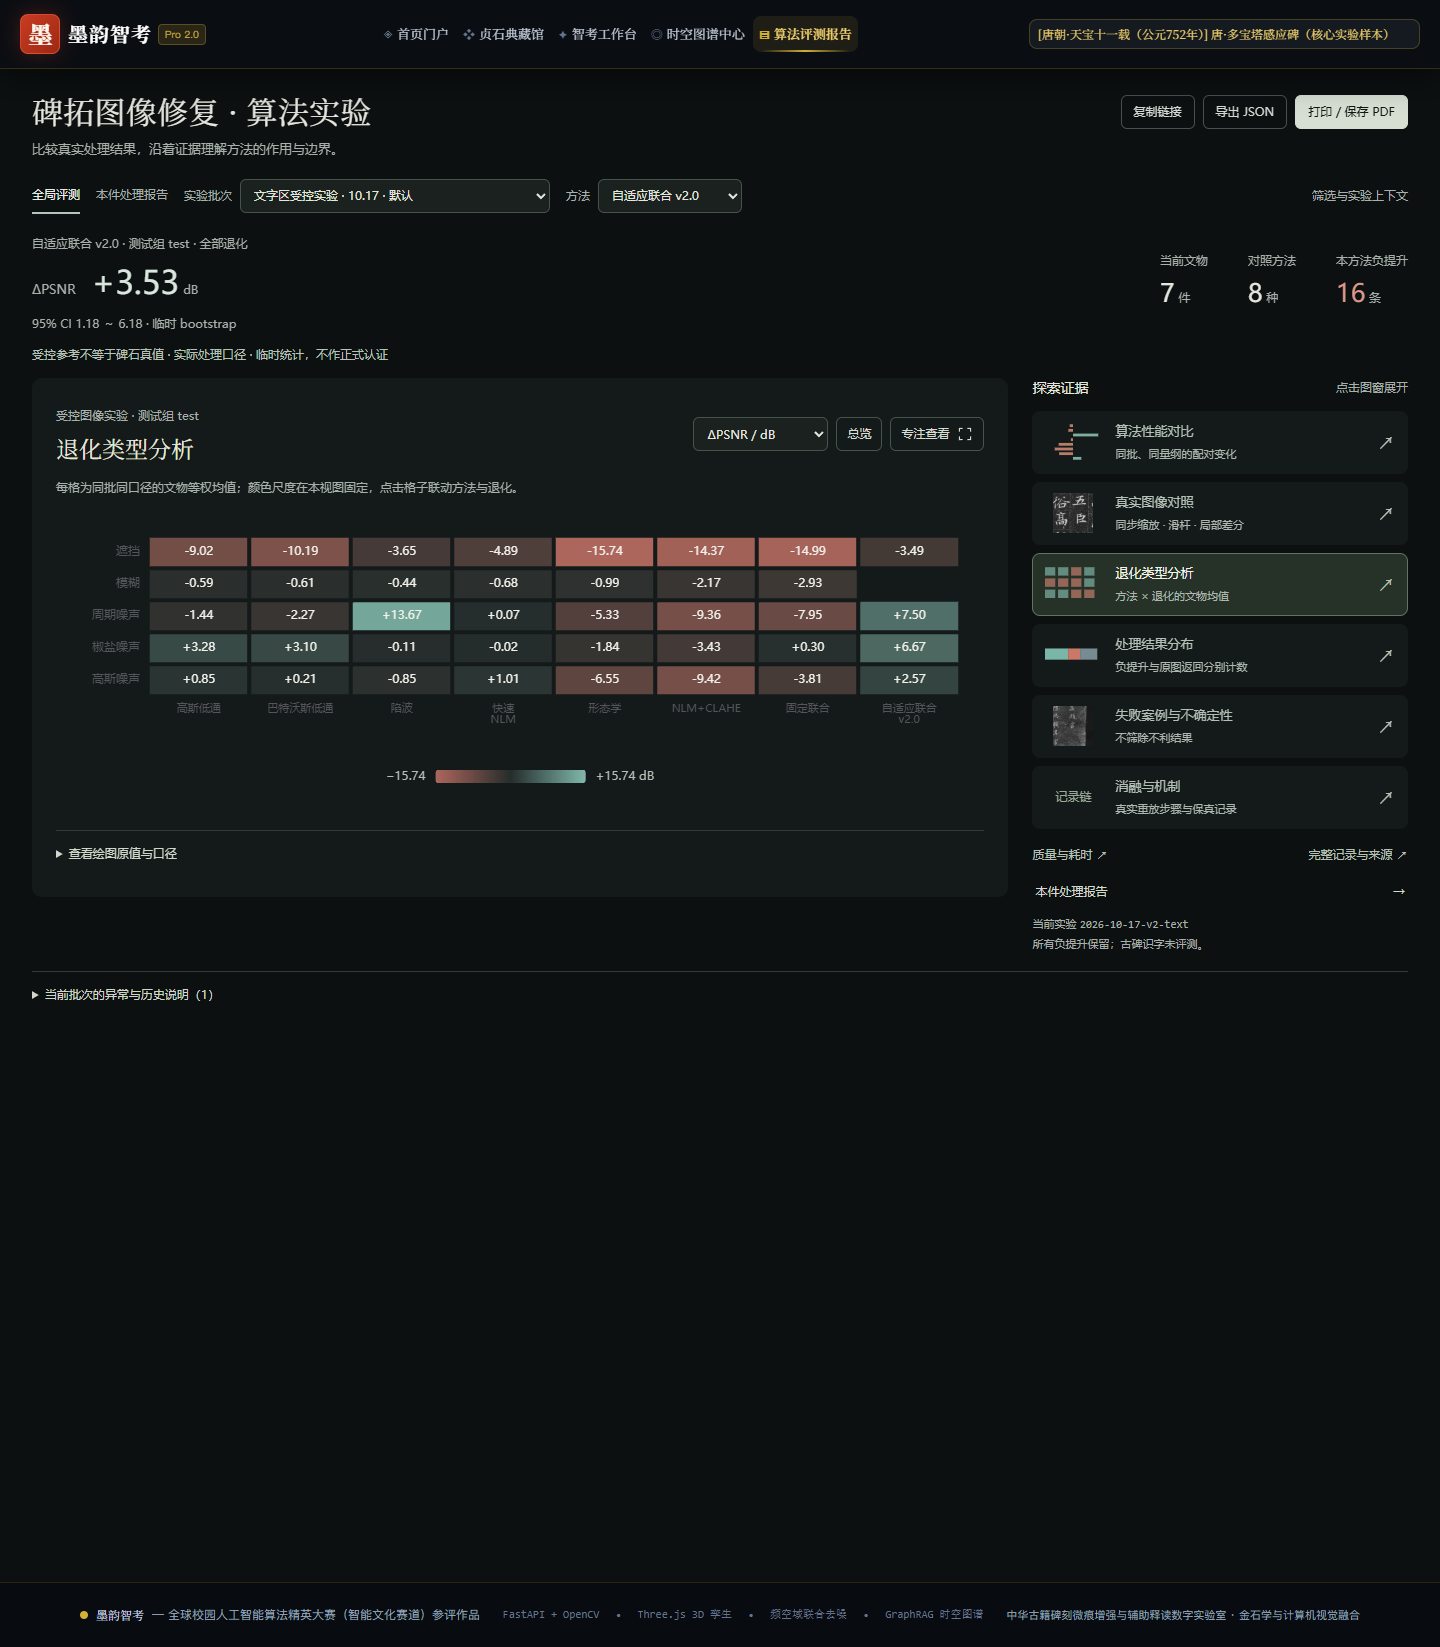 墨 墨韵智考 Pro 2.0
首页门户 贞石典藏馆 智考工作台 时空图谱中心 算法评测报告
[唐朝·天宝十一载（公元752年）] 唐·多宝塔感应碑（核心实验样本）
碑拓图像修复 · 算法实验
复制链接 导出 JSON 打印 / 保存 PDF
比较真实处理结果，沿着证据理解方法的作用与边界。
全局评测 本件处理报告 实验批次 文字区受控实验 · 10.17 · 默认 方法 自适应联合 v2.0 筛选与实验上下文
自适应联合 v2.0 · 测试组 test · 全部退化
ΔPSNR +3.53 dB
95% CI 1.18 ～ 6.18 · 临时 bootstrap
当前文物 对照方法 本方法负提升
7 件 8 种 16 条
受控参考不等于碑石真值 · 实际处理口径 · 临时统计，不作正式认证
受控图像实验 · 测试组 test
退化类型分析
ΔPSNR / dB 总览 专注查看
每格为同批同口径的文物等权均值；颜色尺度在本视图固定，点击格子联动方法与退化。
遮挡 -9.02 -10.19 -3.65 -4.89 -15.74 -14.37 -14.99 -3.49
模糊 -0.59 -0.61 -0.44 -0.68 -0.99 -2.17 -2.93
周期噪声 -1.44 -2.27 +13.67 +0.07 -5.33 -9.36 -7.95 +7.50
椒盐噪声 +3.28 +3.10 -0.11 -0.02 -1.84 -3.43 +0.30 +6.67
高斯噪声 +0.85 +0.21 -0.85 +1.01 -6.55 -9.42 -3.81 +2.57
高斯低通 巴特沃斯低通 陷波 快速 形态学 NLM+CLAHE 固定联合 自适应联合
NLM v2.0
−15.74 +15.74 dB
查看绘图原值与口径
探索证据 点击图窗展开
算法性能对比
同批、同量纲的配对变化
俗 五
高 臣
真实图像对照
同步缩放 · 滑杆 · 局部差分
退化类型分析
方法 × 退化的文物均值
处理结果分布
负提升与原图返回分别计数
失败案例与不确定性
不筛除不利结果
记录链
消融与机制
真实重放步骤与保真记录
质量与耗时 ↗ 完整记录与来源 ↗
本件处理报告 →
当前实验 2026-10-17-v2-text
所有负提升保留；古碑识字未评测。
当前批次的异常与历史说明（1）
墨韵智考 — 全球校园人工智能算法精英大赛（智能文化赛道）参评作品 FastAPI + OpenCV • Three.js 3D 孪生 • 频空域联合去噪 • GraphRAG 时空图谱 中华古籍碑刻微痕增强与辅助释读数字实验室 · 金石学与计算机视觉融合